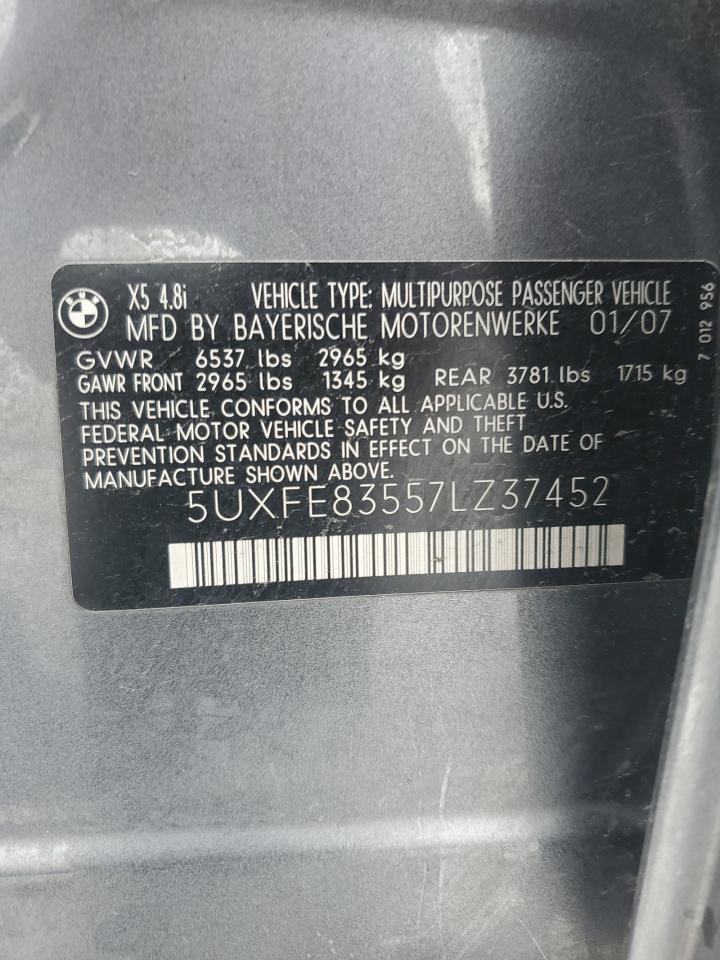 BMW
X5 4.8i VEHICLE TYPE: MULTIPURPOSE PASSENGER VEHICLE
MFD BY BAYERISCHE MOTORENWERKE 01/07
GVWR 6537 lbs 2965 kg
GAWR FRONT 2965 lbs 1345 kg REAR 3781 lbs 1715 kg
THIS VEHICLE CONFORMS TO ALL APPLICABLE U.S.
FEDERAL MOTOR VEHICLE SAFETY AND THEFT
PREVENTION STANDARDS IN EFFECT ON THE DATE OF
MANUFACTURE SHOWN ABOVE.
5UXFE83557LZ37452
7 012 956